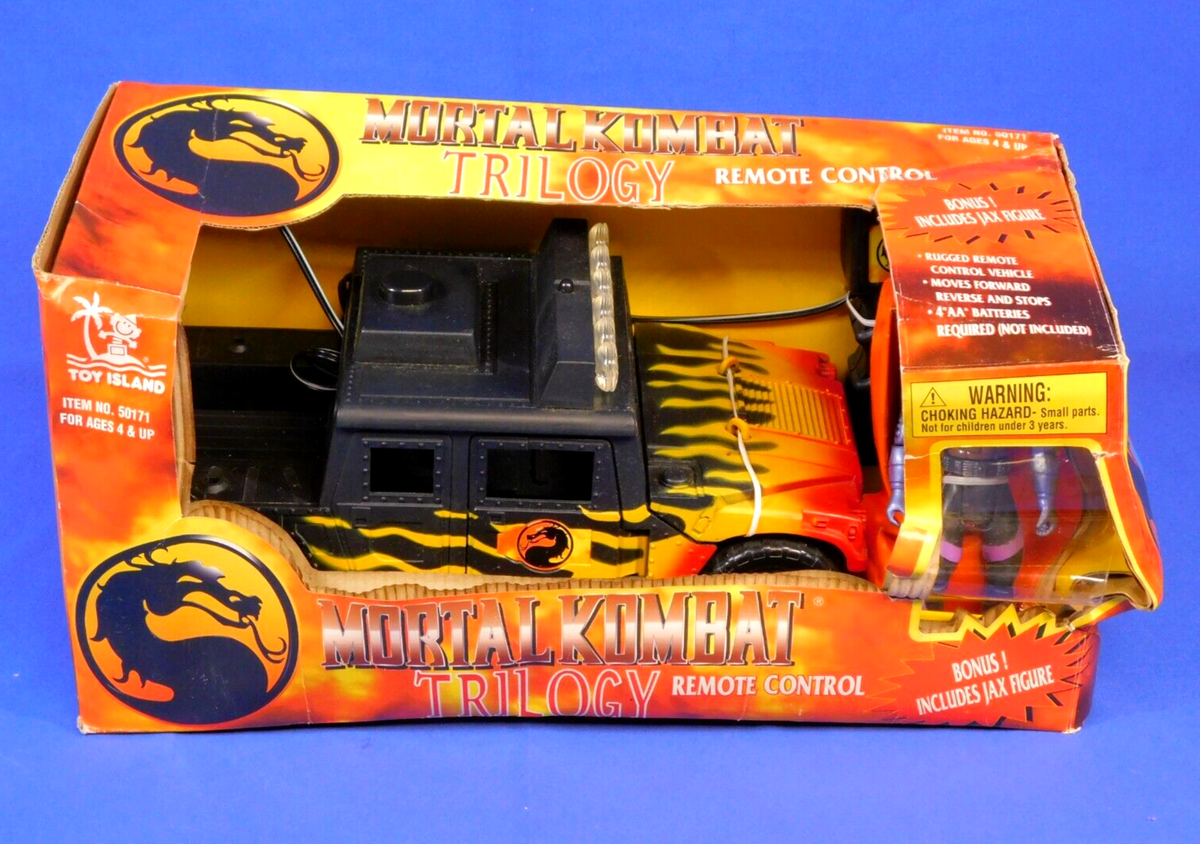 MORTAL KOMBAT
TRILOGY
REMOTE CONTROL
ITEM NO. 50171
FOR AGES 4 & UP
BONUS !
INCLUDES JAX FIGURE
• RUGGED REMOTE
CONTROL VEHICLE
• MOVES FORWARD
REVERSE AND STOPS
• 4"AA" BATTERIES
REQUIRED (NOT INCLUDED)
TOY ISLAND
ITEM NO. 50171
FOR AGES 4 & UP
WARNING:
CHOKING HAZARD- Small parts.
Not for children under 3 years.
MORTAL KOMBAT®
TRILOGY
REMOTE CONTROL
BONUS !
INCLUDES JAX FIGURE